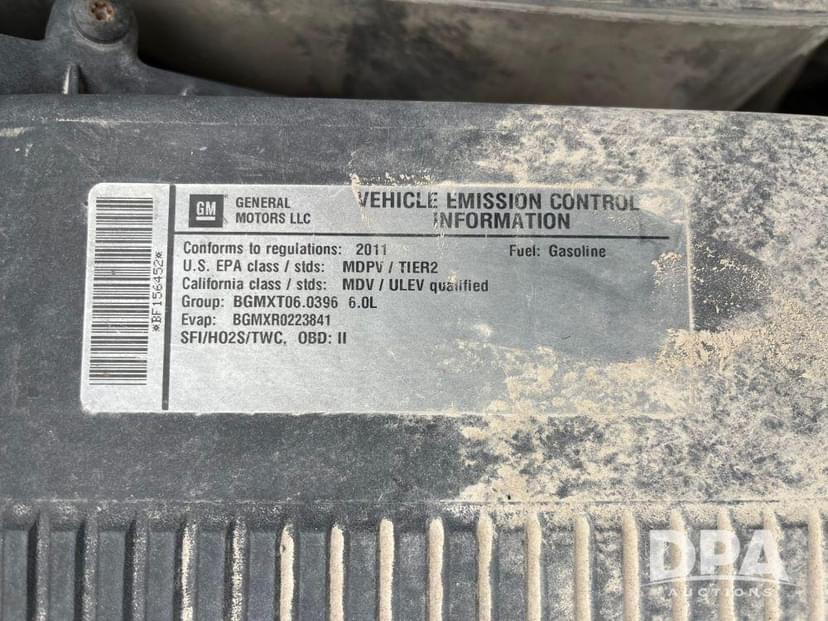 GM GENERAL MOTORS LLC
VEHICLE EMISSION CONTROL INFORMATION
Conforms to regulations: 2011 Fuel: Gasoline
U.S. EPA class / stds: MDPV / TIER2
California class / stds: MDV / ULEV qualified
Group: BGMXT06.0396 6.0L
Evap: BGMXR0223841
SFI/HO2S/TWC, OBD: II
*BF156452*
DPA
AUCTIONS